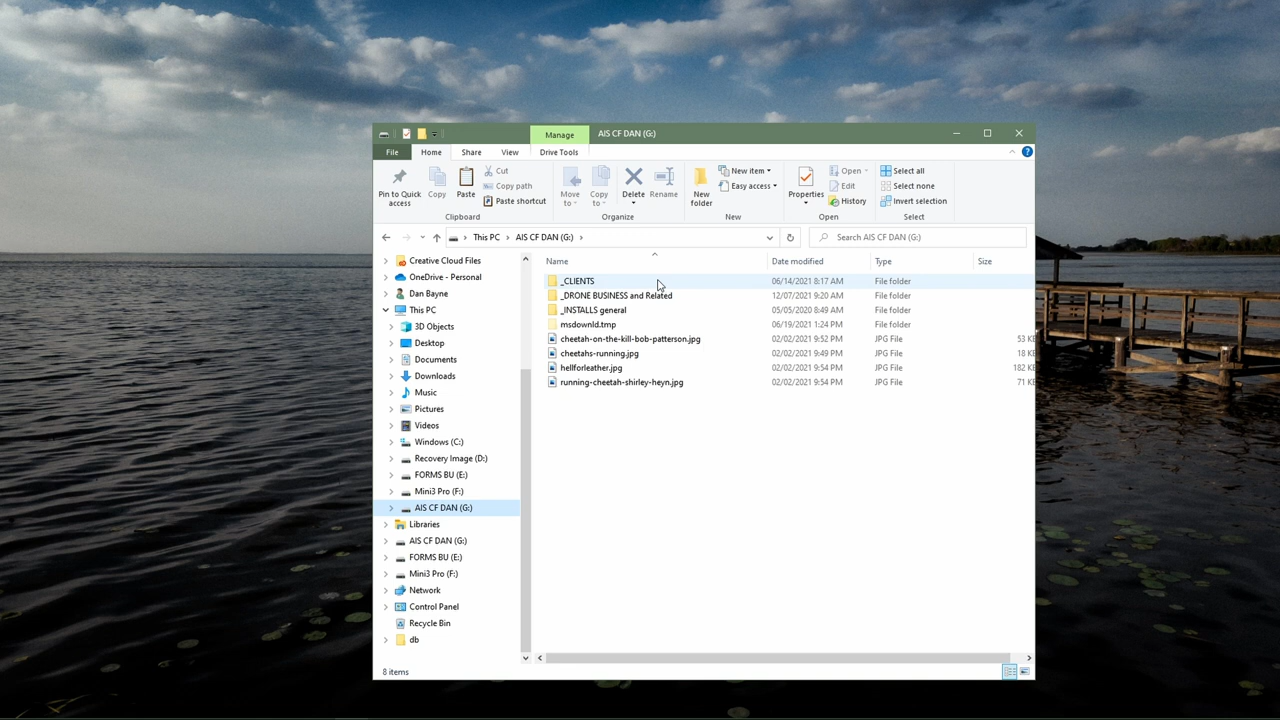 Manage
AIS CF DAN (G:)
File
Home
Share
View
Drive Tools
Pin to Quick access
Copy
Paste
Cut
Copy path
Paste shortcut
Move to
Copy to
Delete
Rename
New folder
New item
Easy access
Properties
Open
Edit
History
Select all
Select none
Invert selection
Clipboard
Organize
New
Open
Select
This PC
AIS CF DAN (G:)
Search AIS CF DAN (G:)
Name Date modified Type Size
_CLIENTS 06/14/2021 8:17 AM File folder
_DRONE BUSINESS and Related 12/07/2021 9:20 AM File folder
_INSTALLS general 05/05/2020 8:49 AM File folder
msdownld.tmp 06/19/2021 1:24 PM File folder
cheetah-on-the-kill-bob-patterson.jpg 02/02/2021 9:52 PM JPG File 53 KB
cheetahs-running.jpg 02/02/2021 9:49 PM JPG File 18 KB
hellforleather.jpg 02/02/2021 9:54 PM JPG File 182 KB
running-cheetah-shirley-heyn.jpg 02/02/2021 9:54 PM JPG File 71 KB
Creative Cloud Files
OneDrive - Personal
Dan Bayne
This PC
3D Objects
Desktop
Documents
Downloads
Music
Pictures
Videos
Windows (C:)
Recovery Image (D:)
FORMS BU (E:)
Mini3 Pro (F:)
AIS CF DAN (G:)
Libraries
AIS CF DAN (G:)
FORMS BU (E:)
Mini3 Pro (F:)
Network
Control Panel
Recycle Bin
db
8 items